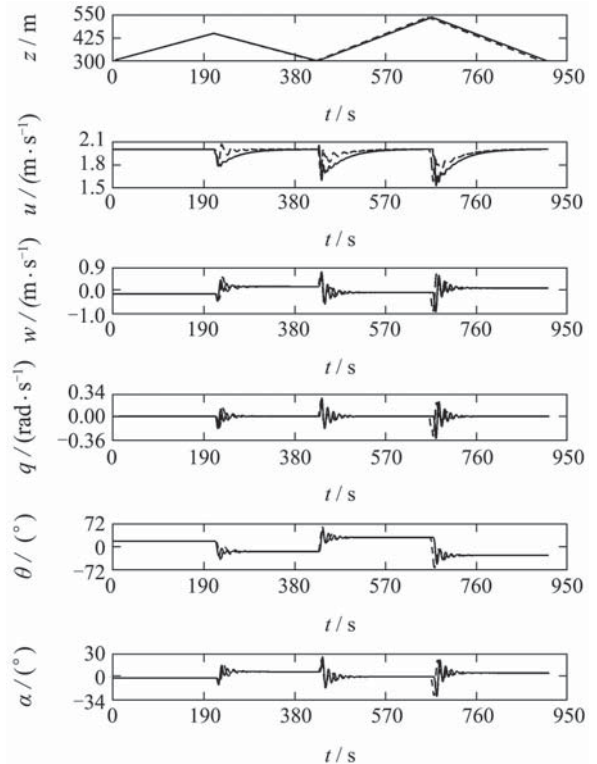 550
425
300
z / m
0 190 380 570 760 950
t / s
2.1
1.8
1.5
u / (m · s⁻¹)
0 190 380 570 760 950
t / s
0.9
0.0
−1.0
w / (m · s⁻¹)
0 190 380 570 760 950
t / s
0.34
0.00
−0.36
q / (rad · s⁻¹)
0 190 380 570 760 950
t / s
72
0
−72
θ / (°)
0 190 380 570 760 950
t / s
30
0
−34
α / (°)
0 190 380 570 760 950
t / s